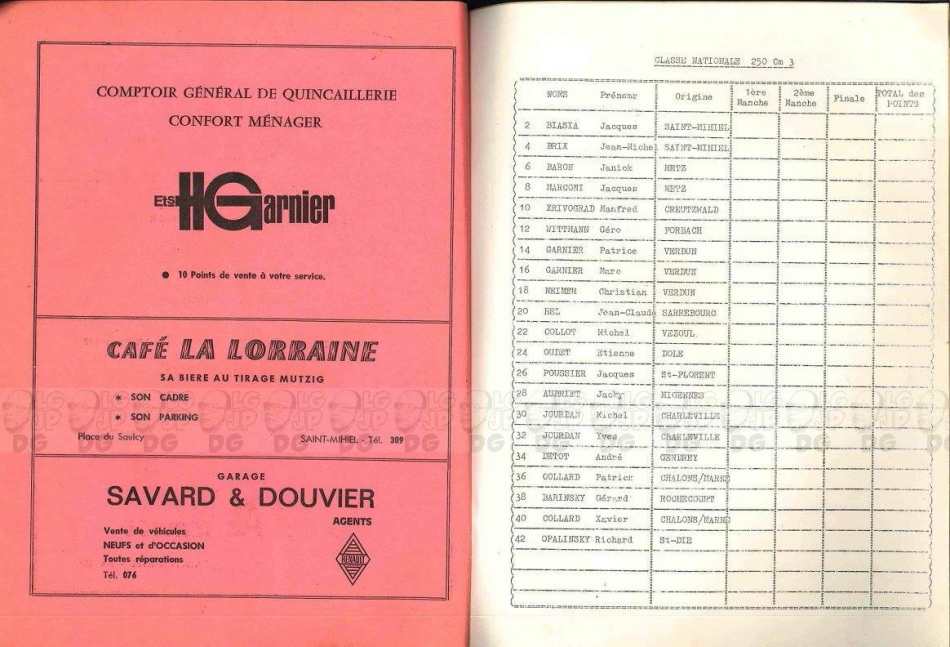 COMPTOIR GÉNÉRAL DE QUINCAILLERIE
CONFORT MÉNAGER
Ets HGarnier
● 10 Points de vente à votre service.
CAFÉ LA LORRAINE
SA BIERE AU TIRAGE MUTZIG
* SON CADRE
* SON PARKING
Place du Saulcy SAINT-MIHIEL - Tél. 309
GARAGE
SAVARD & DOUVIER
AGENTS
Vente de véhicules
NEUFS et d'OCCASION
Toutes réparations
Tél. 076
RENAULT
CLASSE NATIONALE 250 Cm 3
NOMS Prénoms Origine 1ère Manche 2ème Manche Finale TOTAL des POINTS
2 BIASIA Jacques SAINT-MIHIEL
4 BRIX Jean-Michel SAINT-MIHIEL
6 BARON Janick METZ
8 MARCONI Jacques METZ
10 KRIVOGRAD Manfred CREUTZWALD
12 WITTMANN Géro FORBACH
14 GARNIER Patrice VERDUN
16 GARNIER Marc VERDUN
18 NEIMER Christian VERDUN
20 HEL Jean-Claude SARREBOURG
22 COLLOT Michel VEZOUL
24 OUDET Etienne DOLE
26 POUSSIER Jacques St-FLORENT
28 AUBRIET Jacky MIGENNES
30 JOURDAN Michel CHARLEVILLE
32 JOURDAN Yves CHARLEVILLE
34 DETOT André GENDREY
36 COLLARD Patrick CHALONS/MARNE
38 BARINSKY Gérard ROCHECOURT
40 COLLARD Xavier CHALONS/MARNE
42 OPALINSKY Richard St-DIE